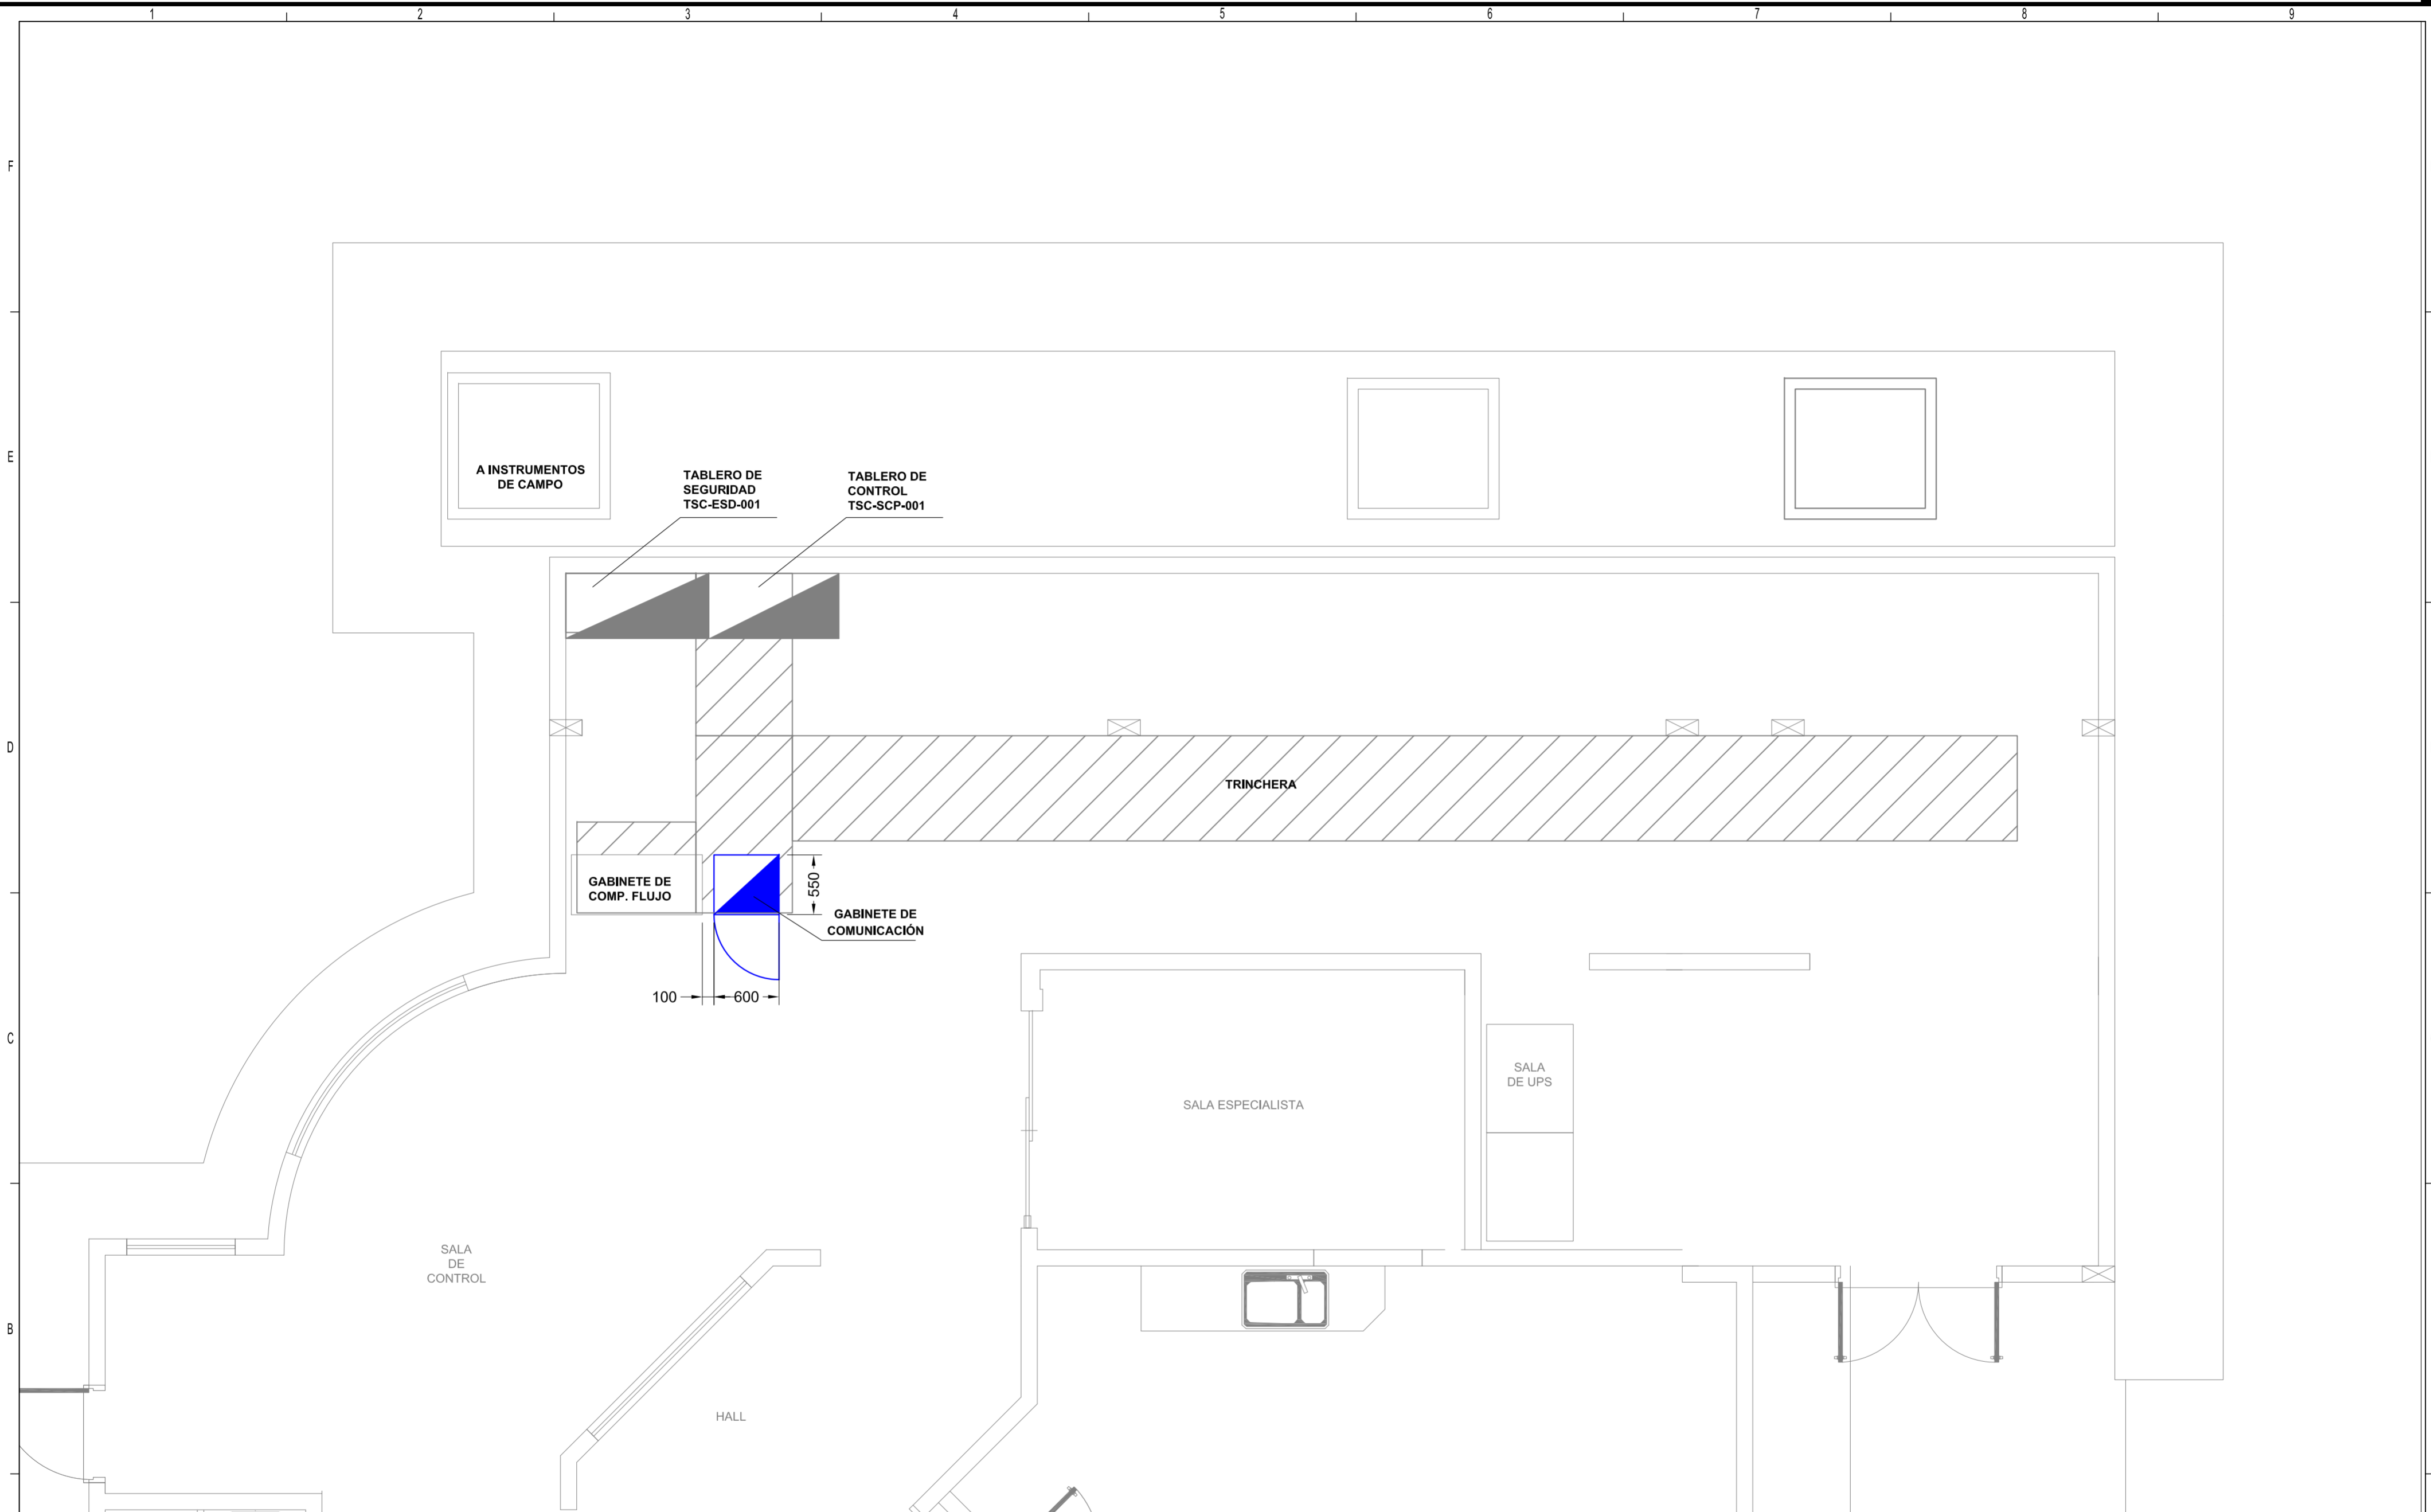 1 2 3 4 5 6 7 8 9
F
E
D
C
B
A INSTRUMENTOS
DE CAMPO
TABLERO DE
SEGURIDAD
TSC-ESD-001
TABLERO DE
CONTROL
TSC-SCP-001
TRINCHERA
GABINETE DE
COMP. FLUJO
550
GABINETE DE
COMUNICACIÓN
100
600
SALA
DE UPS
SALA ESPECIALISTA
SALA
DE
CONTROL
HALL